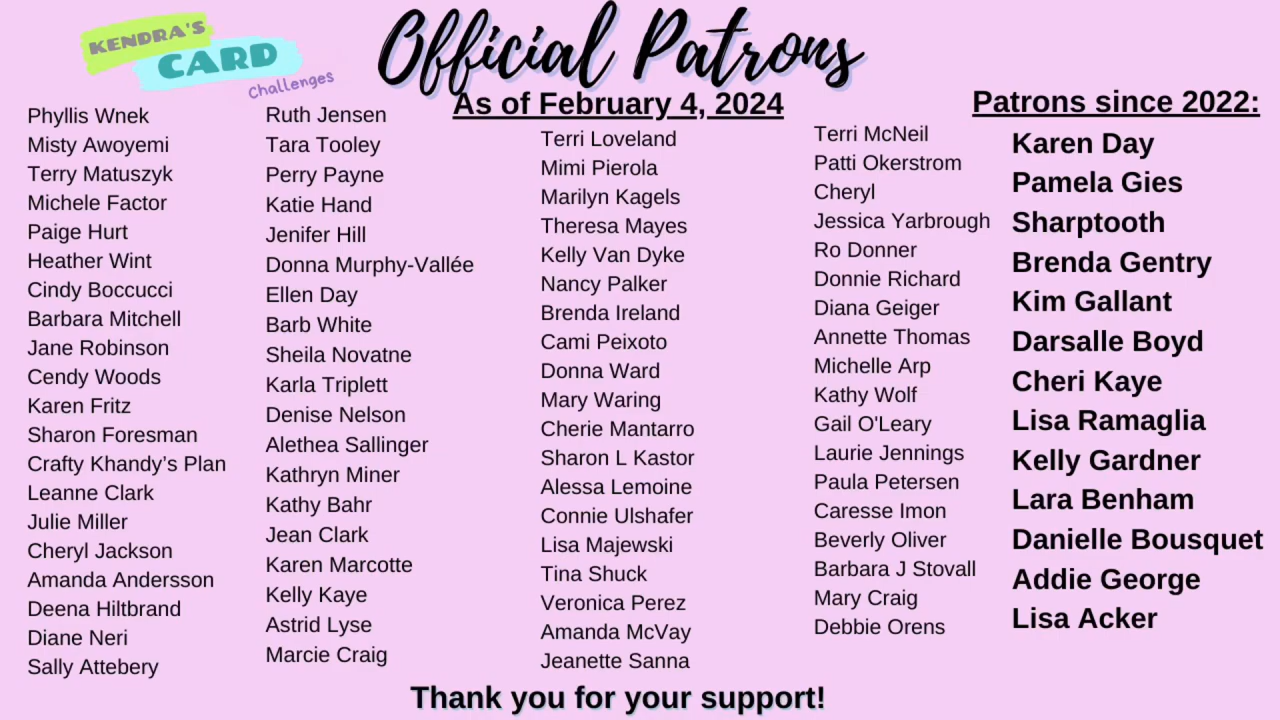 KENDRA'S
CARD
Challenges
Official Patrons
As of February 4, 2024
Phyllis Wnek
Misty Awoyemi
Terry Matuszyk
Michele Factor
Paige Hurt
Heather Wint
Cindy Boccucci
Barbara Mitchell
Jane Robinson
Cendy Woods
Karen Fritz
Sharon Foresman
Crafty Khandy’s Plan
Leanne Clark
Julie Miller
Cheryl Jackson
Amanda Andersson
Deena Hiltbrand
Diane Neri
Sally Attebery
Ruth Jensen
Tara Tooley
Perry Payne
Katie Hand
Jenifer Hill
Donna Murphy-Vallée
Ellen Day
Barb White
Sheila Novatne
Karla Triplett
Denise Nelson
Alethea Sallinger
Kathryn Miner
Kathy Bahr
Jean Clark
Karen Marcotte
Kelly Kaye
Astrid Lyse
Marcie Craig
Terri Loveland
Mimi Pierola
Marilyn Kagels
Theresa Mayes
Kelly Van Dyke
Nancy Palker
Brenda Ireland
Cami Peixoto
Donna Ward
Mary Waring
Cherie Mantarro
Sharon L Kastor
Alessa Lemoine
Connie Ulshafer
Lisa Majewski
Tina Shuck
Veronica Perez
Amanda McVay
Jeanette Sanna
Terri McNeil
Patti Okerstrom
Cheryl
Jessica Yarbrough
Ro Donner
Donnie Richard
Diana Geiger
Annette Thomas
Michelle Arp
Kathy Wolf
Gail O'Leary
Laurie Jennings
Paula Petersen
Caresse Imon
Beverly Oliver
Barbara J Stovall
Mary Craig
Debbie Orens
Patrons since 2022:
Karen Day
Pamela Gies
Sharptooth
Brenda Gentry
Kim Gallant
Darsalle Boyd
Cheri Kaye
Lisa Ramaglia
Kelly Gardner
Lara Benham
Danielle Bousquet
Addie George
Lisa Acker
Thank you for your support!